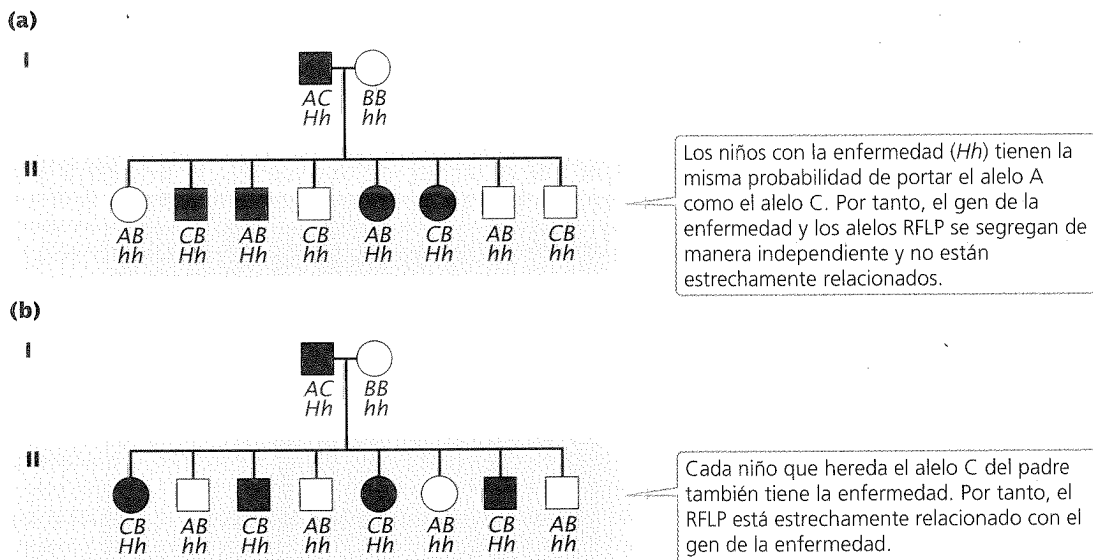 (a)
I
AC BB
Hh hh
II
AB CB AB CB AB CB AB CB
hh Hh Hh hh Hh Hh hh hh
Los niños con la enfermedad (Hh) tienen la
misma probabilidad de portar el alelo A
como el alelo C. Por tanto, el gen de la
enfermedad y los alelos RFLP se segregan de
manera independiente y no están
estrechamente relacionados.
(b)
I
AC BB
Hh hh
II
CB AB CB AB CB AB CB AB
Hh hh Hh hh Hh hh Hh hh
Cada niño que hereda el alelo C del padre
también tiene la enfermedad. Por tanto, el
RFLP está estrechamente relacionado con el
gen de la enfermedad.